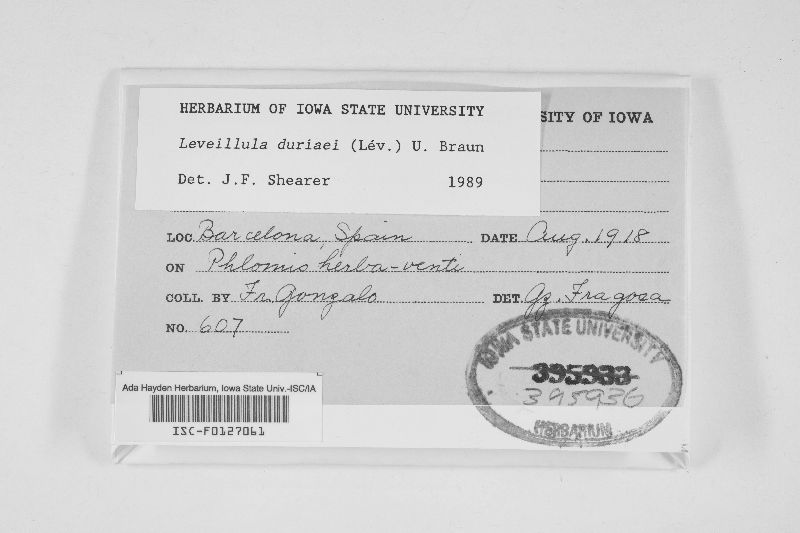 HERBARIUM OF IOWA STATE UNIVERSITY
Leveillula duriaei (Lév.) U. Braun
Det. J.F. Shearer 1989
SITY OF IOWA
LOC. Barcelona, Spain DATE Aug. 1918
ON Phlomis herba-venti
COLL. BY Fr. Gonzalo DET. Gz. Fragosa
NO. 607
IOWA STATE UNIVERSITY
395933
395936
HERBARIUM
Ada Hayden Herbarium, Iowa State Univ.-ISC/IA
ISC-F0127061